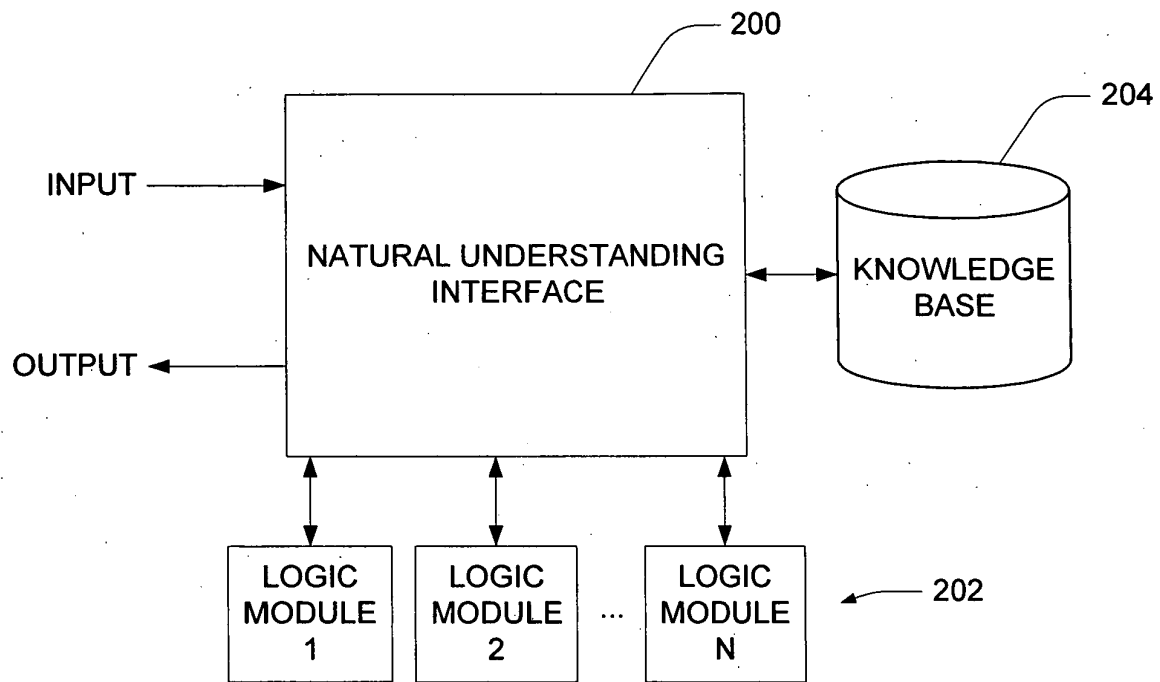 200
204
INPUT
NATURAL UNDERSTANDING
INTERFACE
KNOWLEDGE
BASE
OUTPUT
LOGIC
MODULE
1
LOGIC
MODULE
2
...
LOGIC
MODULE
N
202